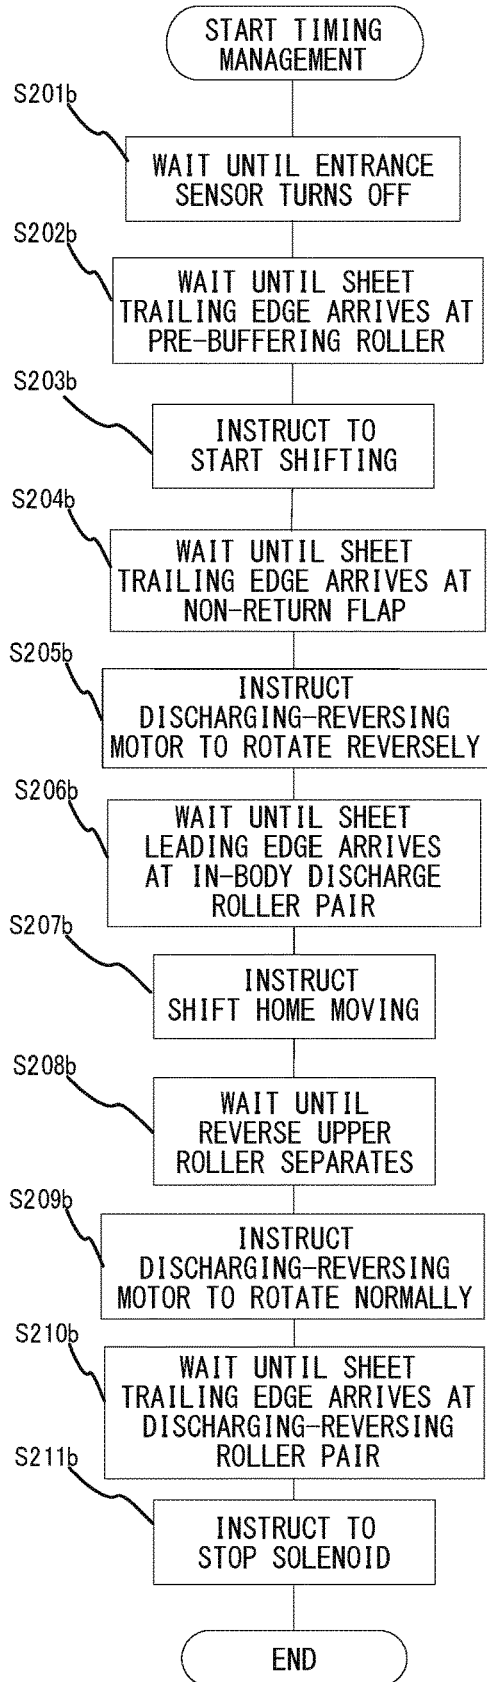 START TIMING
MANAGEMENT
S201b
WAIT UNTIL ENTRANCE
SENSOR TURNS OFF
S202b
WAIT UNTIL SHEET
TRAILING EDGE ARRIVES AT
PRE-BUFFERING ROLLER
S203b
INSTRUCT TO
START SHIFTING
S204b
WAIT UNTIL SHEET
TRAILING EDGE ARRIVES AT
NON-RETURN FLAP
S205b
INSTRUCT
DISCHARGING-REVERSING
MOTOR TO ROTATE REVERSELY
S206b
WAIT UNTIL SHEET
LEADING EDGE ARRIVES
AT IN-BODY DISCHARGE
ROLLER PAIR
S207b
INSTRUCT
SHIFT HOME MOVING
S208b
WAIT UNTIL
REVERSE UPPER
ROLLER SEPARATES
S209b
INSTRUCT
DISCHARGING-REVERSING
MOTOR TO ROTATE NORMALLY
S210b
WAIT UNTIL SHEET
TRAILING EDGE ARRIVES AT
DISCHARGING-REVERSING
ROLLER PAIR
S211b
INSTRUCT TO
STOP SOLENOID
END